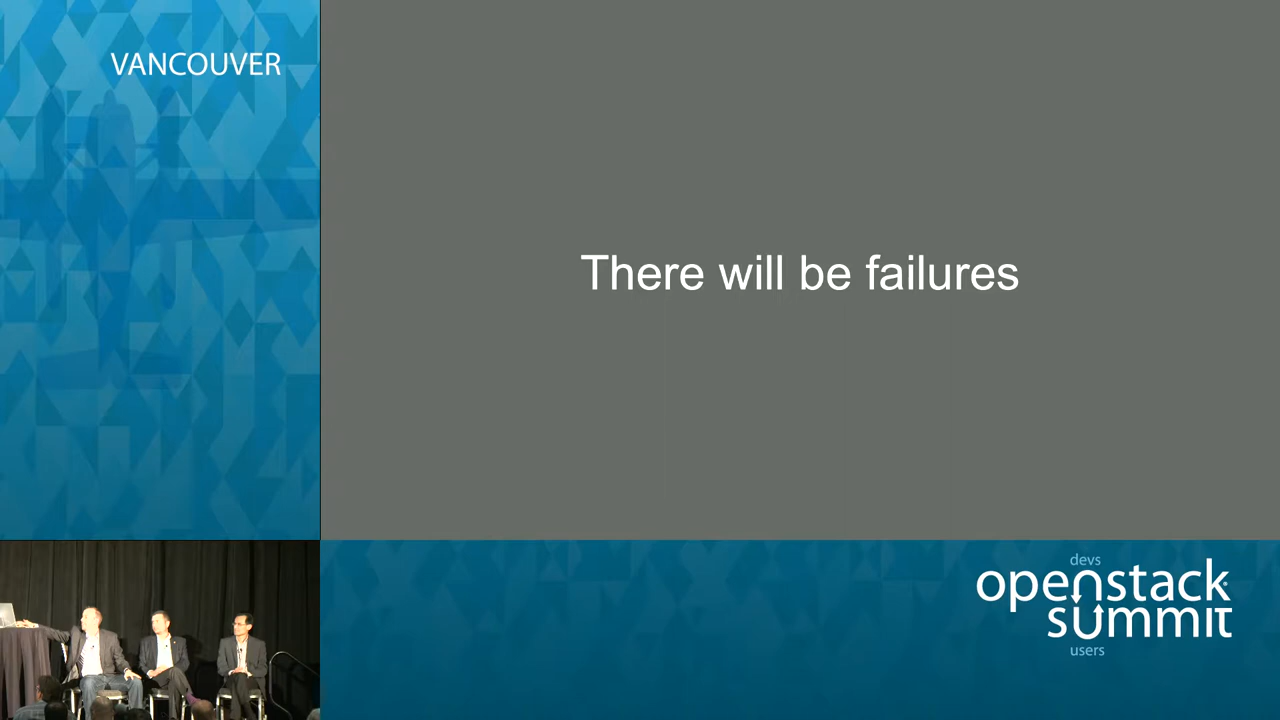 VANCOUVER
There will be failures
devs
openstack
summit
users